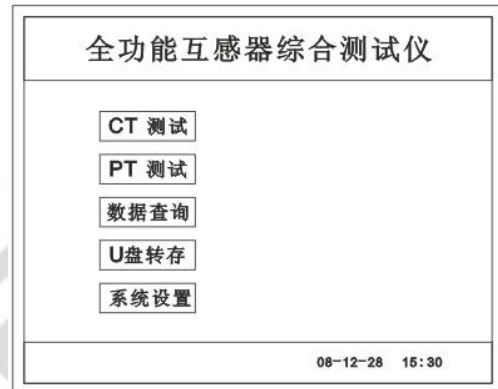 全功能互感器综合测试仪
CT 测试
PT 测试
数据查询
U盘转存
系统设置
08-12-28 15:30